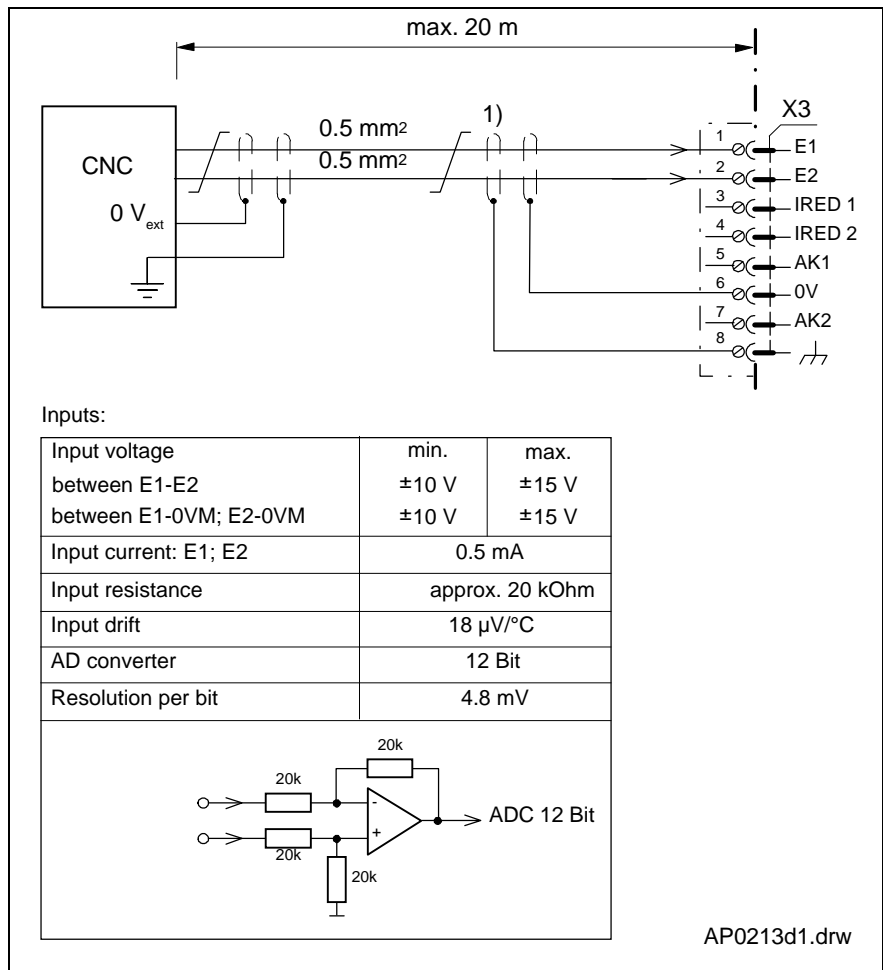 max. 20 m
X3
1)
0.5 mm2
0.5 mm2
CNC
0 Vext
1 E1
2 E2
3 IRED 1
4 IRED 2
5 AK1
6 0V
7 AK2
8
Inputs:
Input voltage min. max.
between E1-E2 ±10 V ±15 V
between E1-0VM; E2-0VM ±10 V ±15 V
Input current: E1; E2 0.5 mA
Input resistance approx. 20 kOhm
Input drift 18 µV/°C
AD converter 12 Bit
Resolution per bit 4.8 mV
20k
20k
-
+
ADC 12 Bit
20k
20k
AP0213d1.drw